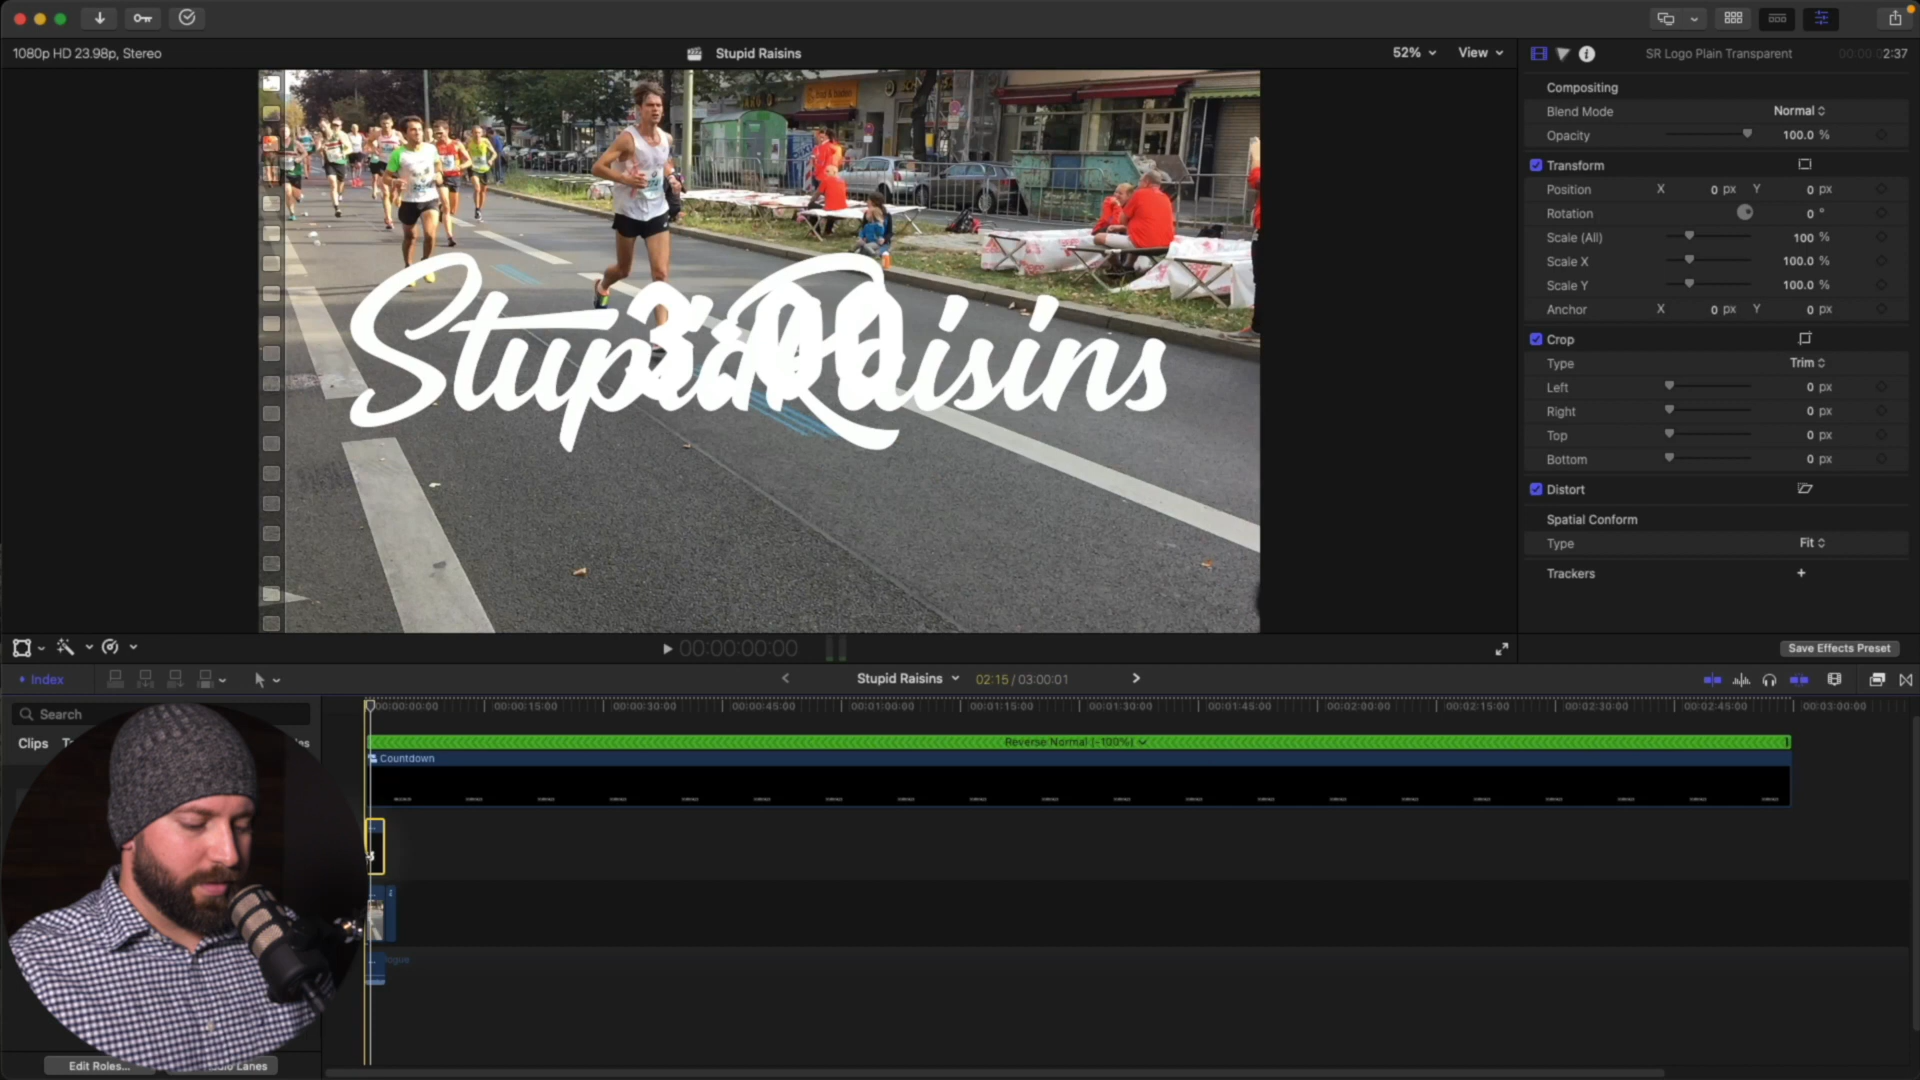 1080p HD 23.98p, Stereo
Stupid Raisins
52%
View
SR Logo Plain Transparent
00:00:02:37
Compositing
Blend Mode
Normal
Opacity
100.0 %
Transform
Position
X
0 px
Y
0 px
Rotation
0 °
Scale (All)
100 %
Scale X
100.0 %
Scale Y
100.0 %
Anchor
X
0 px
Y
0 px
Crop
Type
Trim
Left
0 px
Right
0 px
Top
0 px
Bottom
0 px
Distort
Spatial Conform
Type
Fit
Trackers
Save Effects Preset
Stupid Raisins
3:00
00:00:00:00
Index
Stupid Raisins
02:15 / 03:00:01
Search
Clips
00:00:00:00
00:00:15:00
00:00:30:00
00:00:45:00
00:01:00:00
00:01:15:00
00:01:30:00
00:01:45:00
00:02:00:00
00:02:15:00
00:02:30:00
00:02:45:00
00:03:00:00
Reverse Normal (-100%)
Countdown
Edit Roles...
Lanes